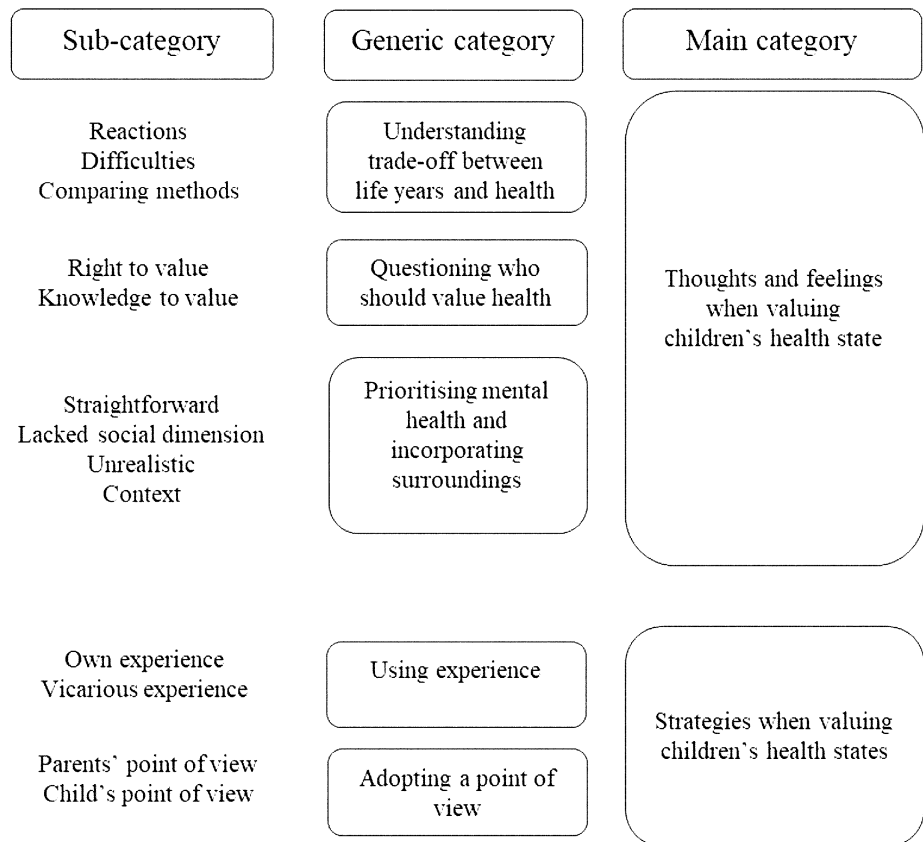 Sub-category
Generic category
Main category
Reactions
Difficulties
Comparing methods
Understanding
trade-off between
life years and health
Right to value
Knowledge to value
Questioning who
should value health
Straightforward
Lacked social dimension
Unrealistic
Context
Prioritising mental
health and
incorporating
surroundings
Thoughts and feelings
when valuing
children`s health state
Own experience
Vicarious experience
Using experience
Parents’ point of view
Child’s point of view
Adopting a point of
view
Strategies when valuing
children’s health states